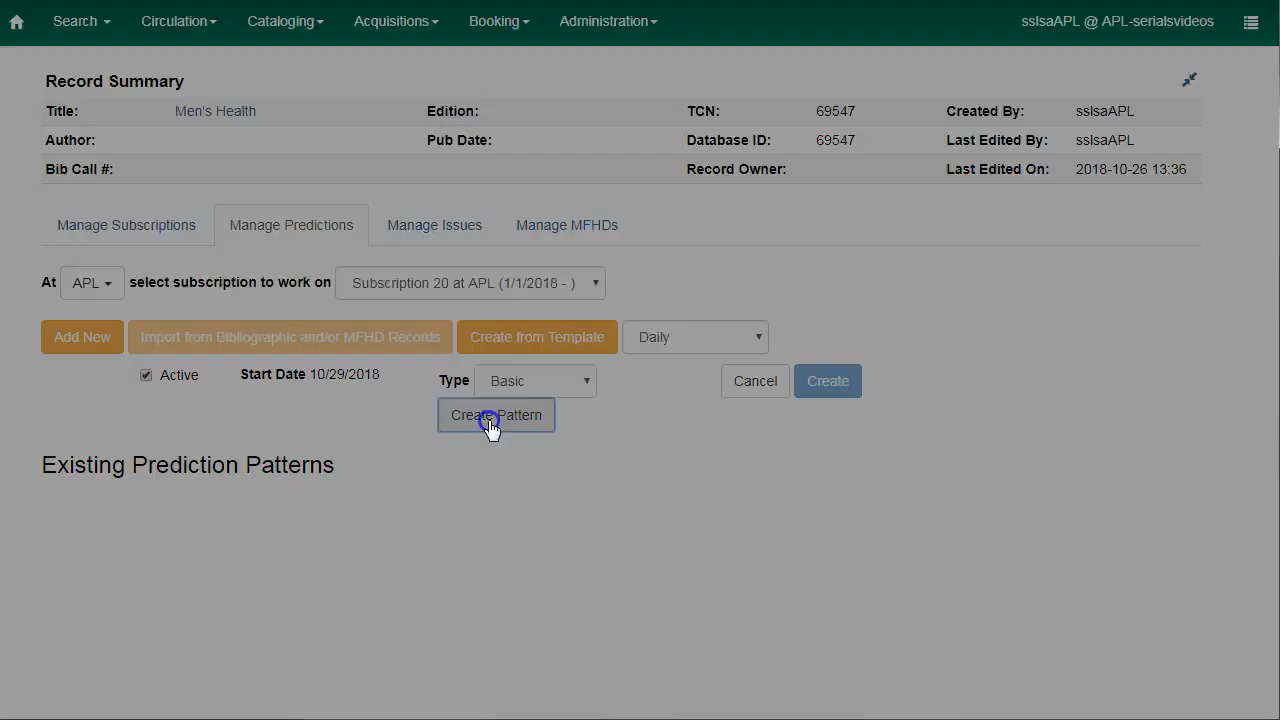 Search Circulation Cataloging Acquisitions Booking Administration sslsaAPL @ APL-serialsvideos
Record Summary
Title: Men's Health Edition: TCN: 69547 Created By: sslsaAPL
Author: Pub Date: Database ID: 69547 Last Edited By: sslsaAPL
Bib Call #: Record Owner: Last Edited On: 2018-10-26 13:36
Manage Subscriptions Manage Predictions Manage Issues Manage MFHDs
At APL select subscription to work on Subscription 20 at APL (1/1/2018 - )
Add New Import from Bibliographic and/or MFHD Records Create from Template Daily
Active Start Date 10/29/2018 Type Basic Cancel Create
Create Pattern
Existing Prediction Patterns